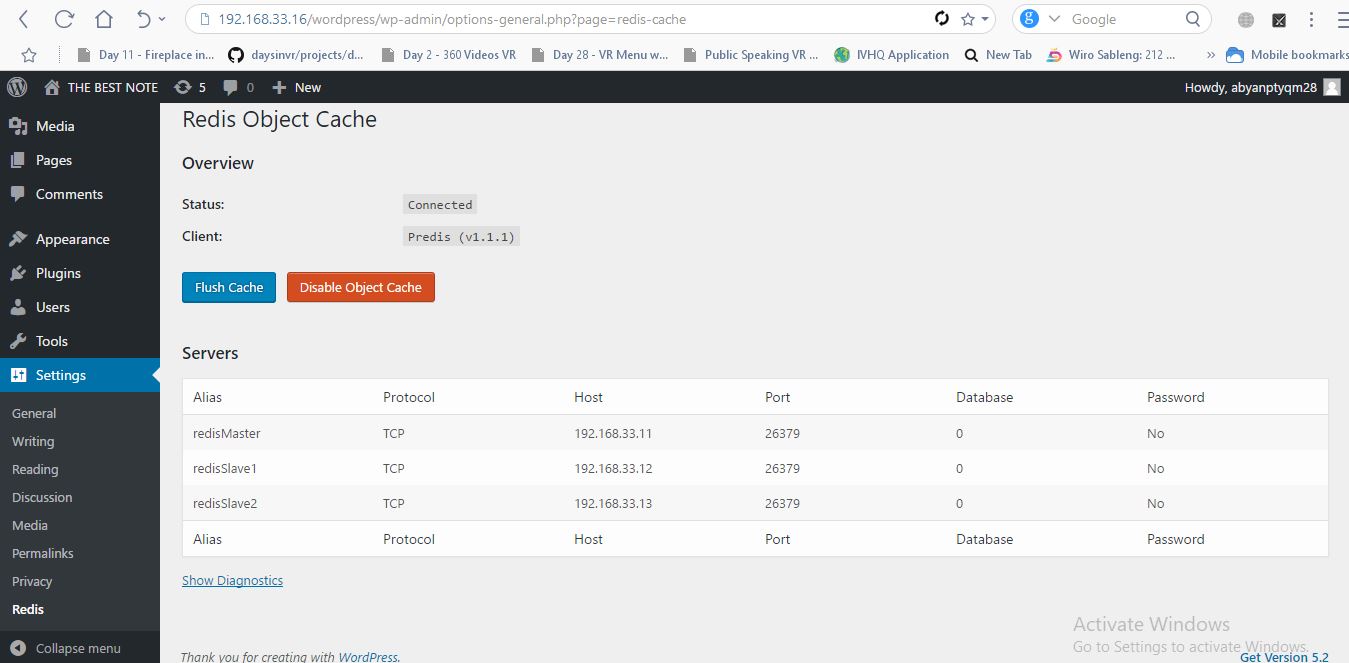 192.168.33.16/wordpress/wp-admin/options-general.php?page=redis-cache
g Google
Day 11 - Fireplace in... daysinvr/projects/d... Day 2 - 360 Videos VR Day 28 - VR Menu w... Public Speaking VR ... IVHQ Application New Tab Wiro Sableng: 212 ... » Mobile bookmarks
THE BEST NOTE 5 0 + New Howdy, abyanptyqm28
Media
Pages
Comments
Appearance
Plugins
Users
Tools
Settings
General
Writing
Reading
Discussion
Media
Permalinks
Privacy
Redis
Collapse menu
Redis Object Cache
Overview
Status: Connected
Client: Predis (v1.1.1)
Flush Cache Disable Object Cache
Servers
Alias Protocol Host Port Database Password
redisMaster TCP 192.168.33.11 26379 0 No
redisSlave1 TCP 192.168.33.12 26379 0 No
redisSlave2 TCP 192.168.33.13 26379 0 No
Alias Protocol Host Port Database Password
Show Diagnostics
Activate Windows
Go to Settings to activate Windows.
Thank you for creating with WordPress. Get Version 5.2